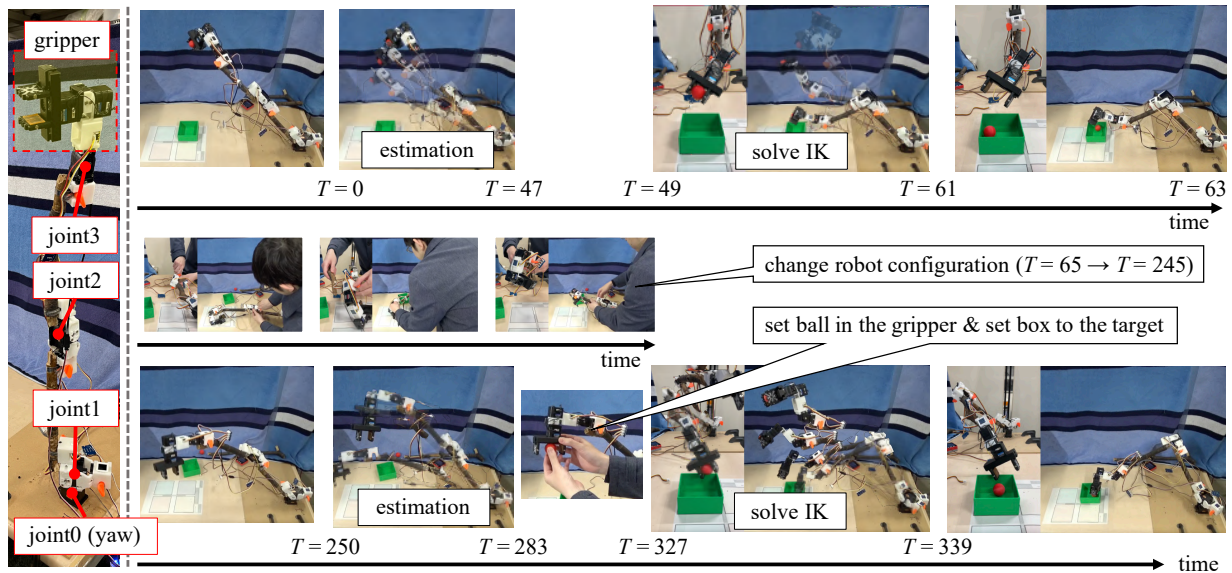 gripper
joint3
joint2
joint1
joint0 (yaw)
estimation
solve IK
T = 0
T = 47
T = 49
T = 61
T = 63
time
change robot configuration (T = 65 → T = 245)
time
set ball in the gripper & set box to the target
estimation
solve IK
T = 250
T = 283
T = 327
T = 339
time